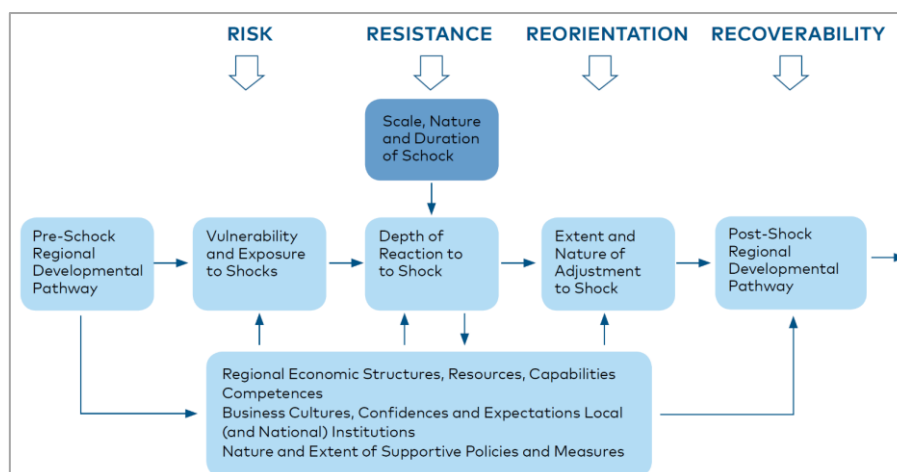 RISK
RESISTANCE
REORIENTATION
RECOVERABILITY
Scale, Nature
and Duration
of Schock
Pre-Schock
Regional
Developmental
Pathway
Vulnerability
and Exposure
to Shocks
Depth of
Reaction to
to Shock
Extent and
Nature of
Adjustment
to Shock
Post-Shock
Regional
Developmental
Pathway
Regional Economic Structures, Resources, Capabilities
Competences
Business Cultures, Confidences and Expectations Local
(and National) Institutions
Nature and Extent of Supportive Policies and Measures